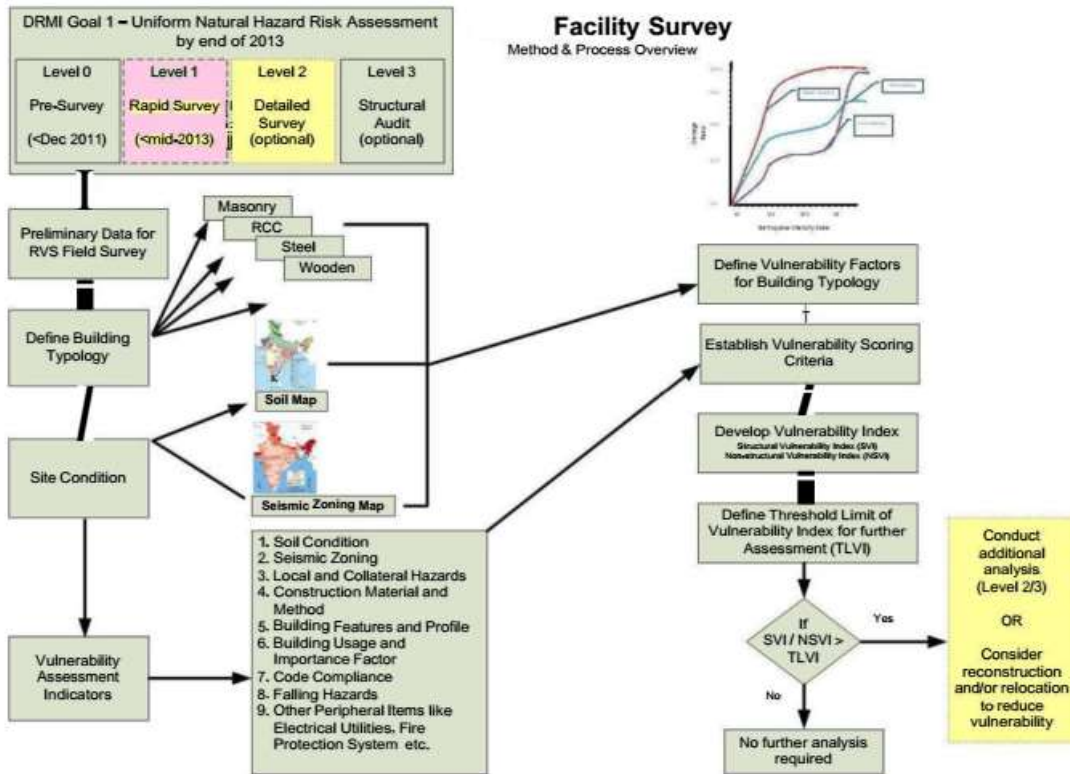 DRMI Goal 1 – Uniform Natural Hazard Risk Assessment
by end of 2013
Level 0
Pre-Survey
(<Dec 2011)
Level 1
Rapid Survey
(<mid-2013)
Level 2
Detailed
Survey
(optional)
Level 3
Structural
Audit
(optional)
Facility Survey
Method & Process Overview
Preliminary Data for
RVS Field Survey
Masonry
RCC
Steel
Wooden
Define Building
Typology
Soil Map
Site Condition
Seismic Zoning Map
Vulnerability
Assessment
Indicators
1. Soil Condition
2. Seismic Zoning
3. Local and Collateral Hazards
4. Construction Material and
Method
5. Building Features and Profile
6. Building Usage and
Importance Factor
7. Code Compliance
8. Falling Hazards
9. Other Peripheral Items like
Electrical Utilities, Fire
Protection System etc.
Define Vulnerability Factors
for Building Typology
Establish Vulnerability Scoring
Criteria
Develop Vulnerability Index
Structural Vulnerability Index (SVI)
Nonstructural Vulnerability Index (NSVI)
Define Threshold Limit of
Vulnerability Index for further
Assessment (TLVI)
If
SVI / NSVI >
TLVI
Yes
No
No further analysis
required
Conduct
additional
analysis
(Level 2/3)
OR
Consider
reconstruction
and/or relocation
to reduce
vulnerability